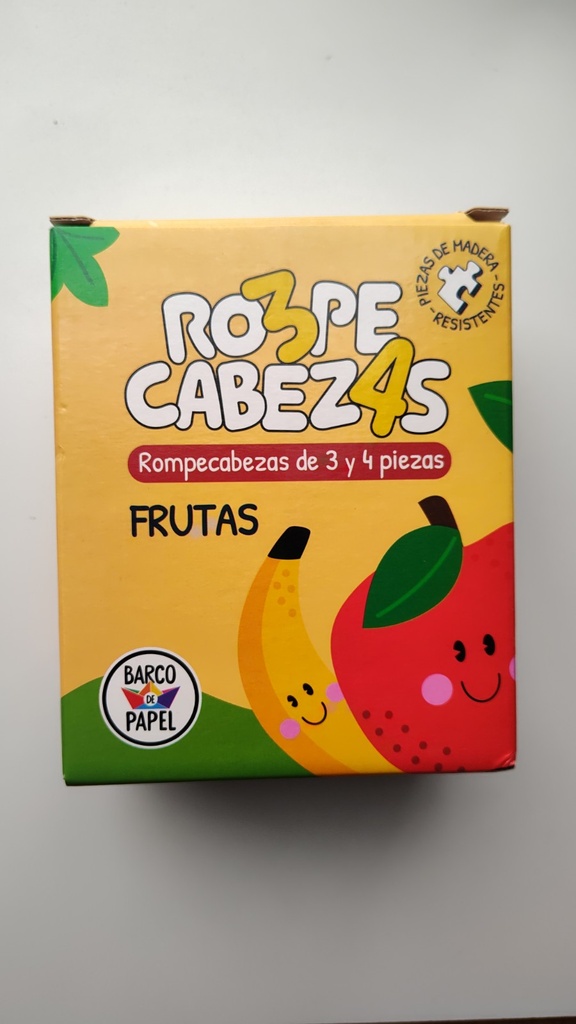 PIEZAS DE MADERA
- RESISTENTES -
RO3PE
CABEZ4S
Rompecabezas de 3 y 4 piezas
FRUTAS
BARCO
DE
PAPEL